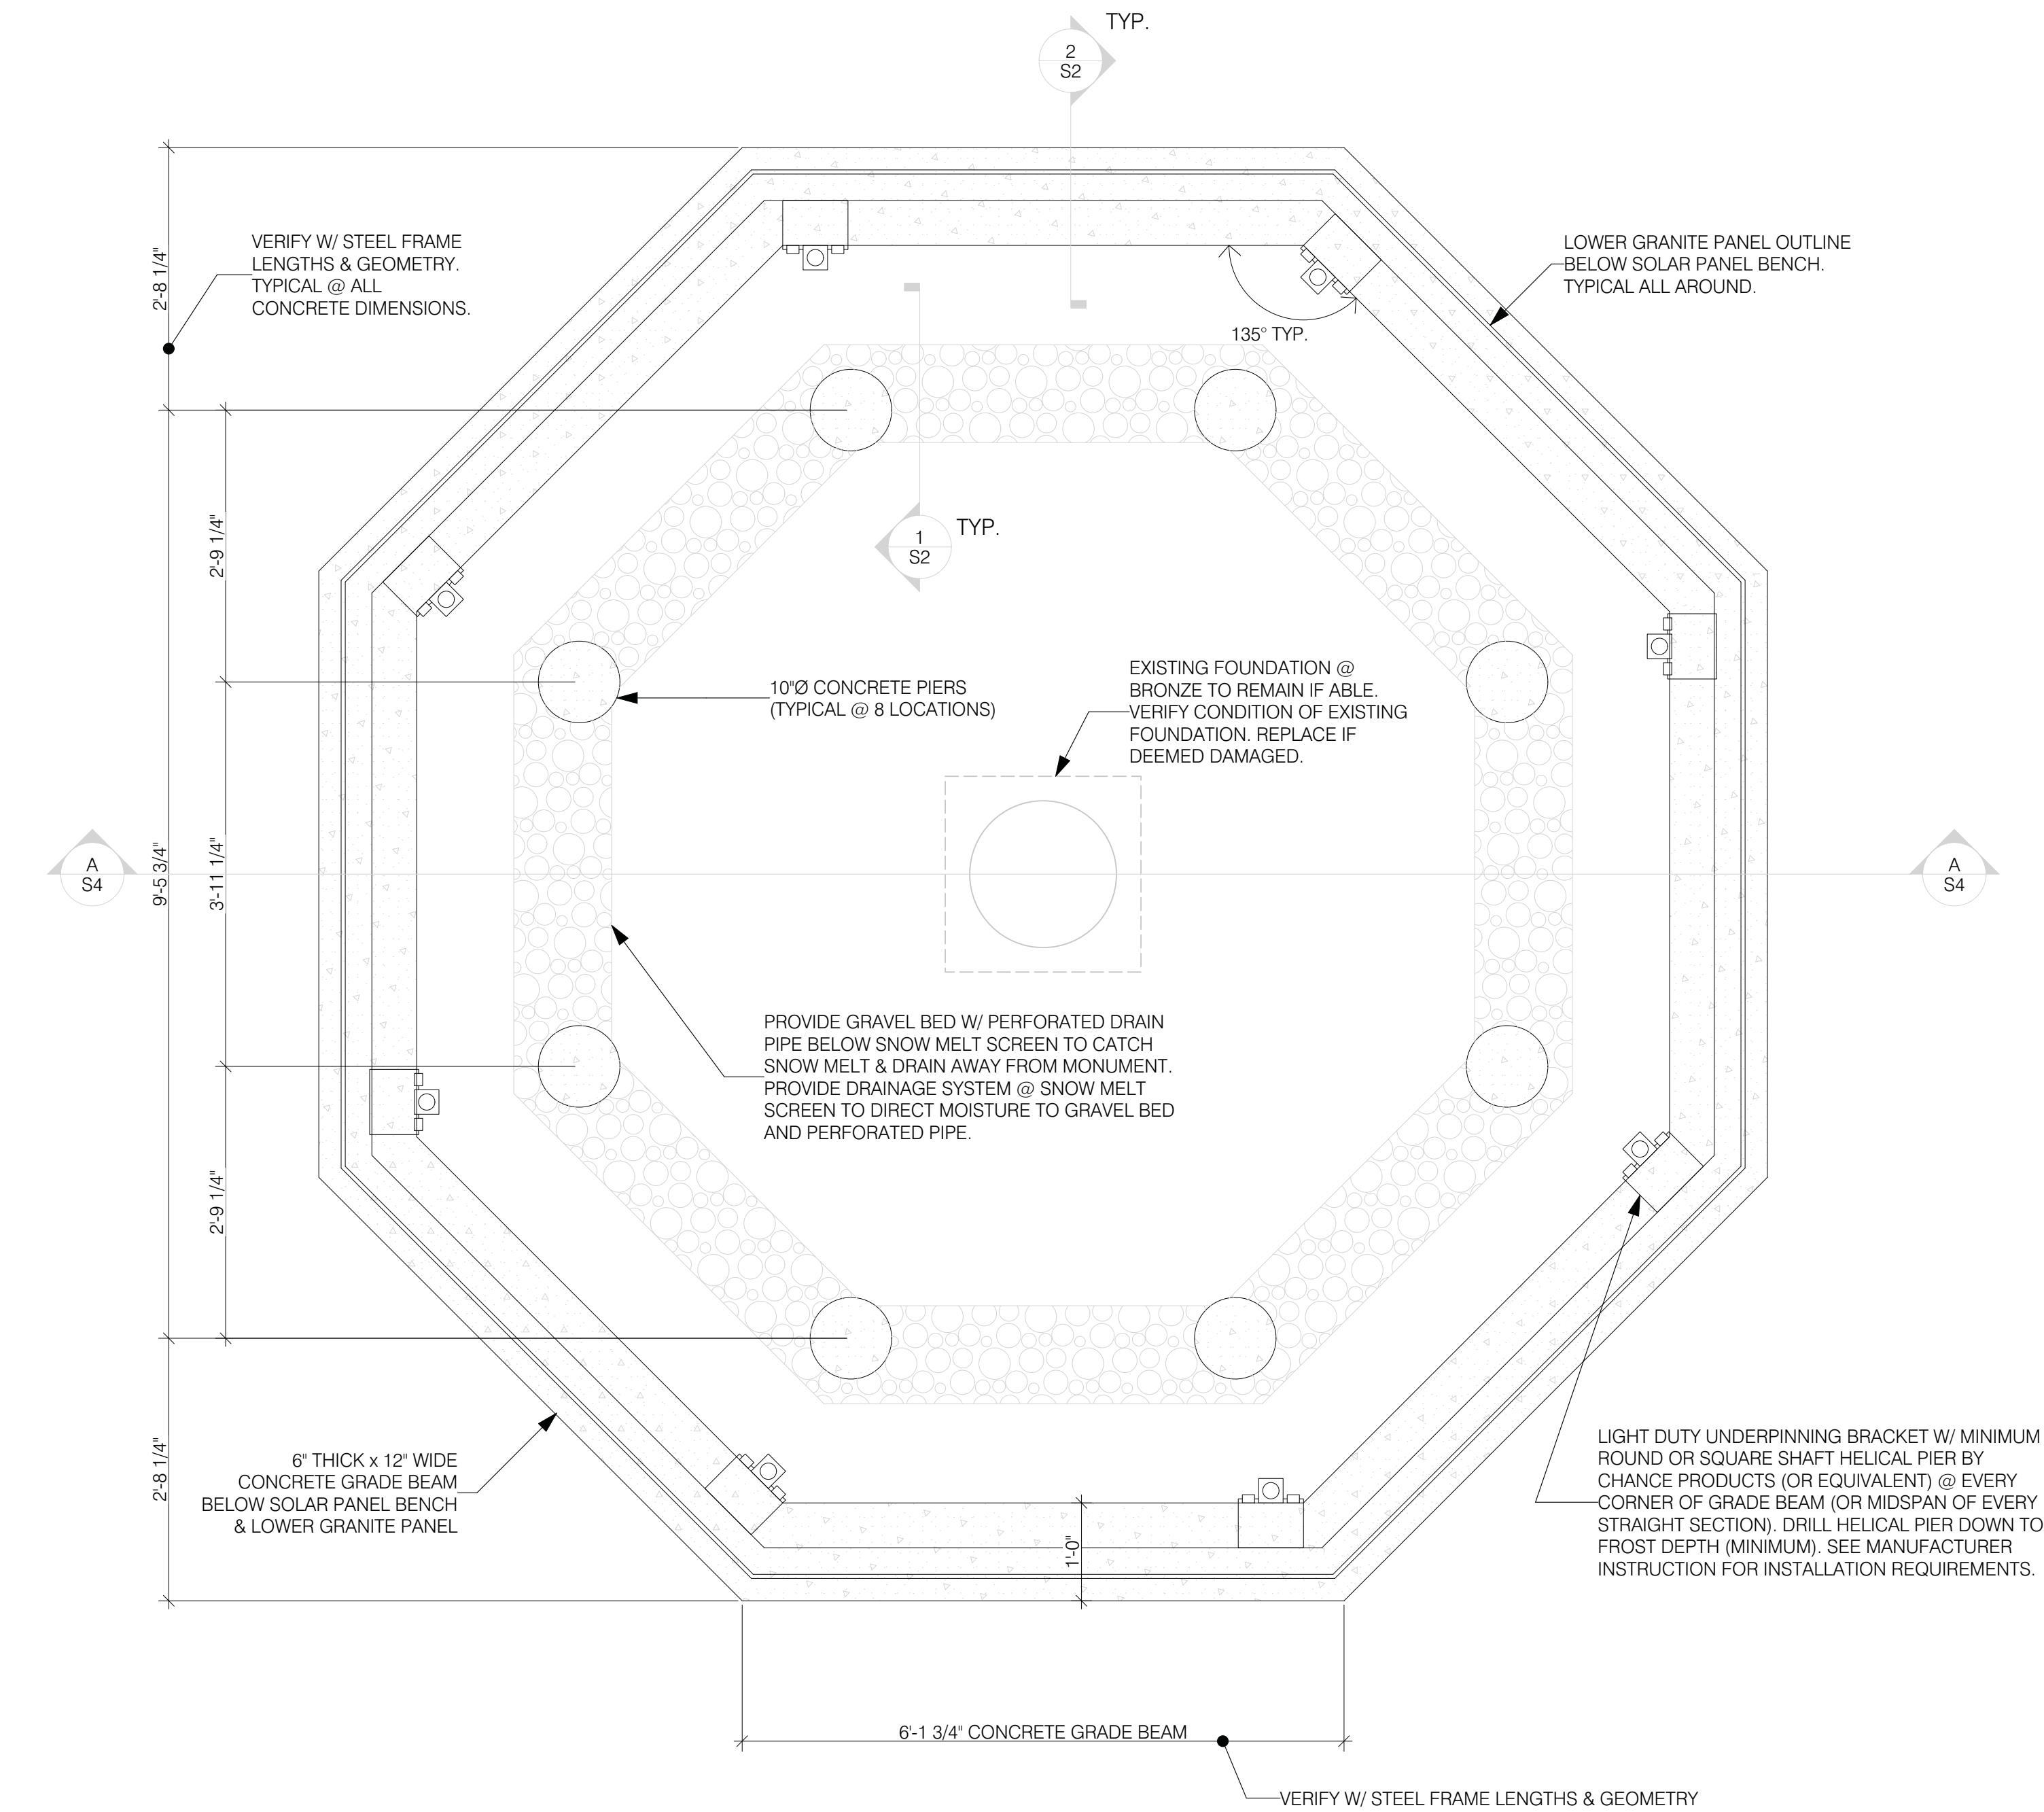 TYP.
2
S2
VERIFY W/ STEEL FRAME
LENGTHS & GEOMETRY.
TYPICAL @ ALL
CONCRETE DIMENSIONS.
LOWER GRANITE PANEL OUTLINE
BELOW SOLAR PANEL BENCH.
TYPICAL ALL AROUND.
2'-8 1/4"
135° TYP.
2'-9 1/4"
1
S2
TYP.
10"Ø CONCRETE PIERS
(TYPICAL @ 8 LOCATIONS)
EXISTING FOUNDATION @
BRONZE TO REMAIN IF ABLE.
VERIFY CONDITION OF EXISTING
FOUNDATION. REPLACE IF
DEEMED DAMAGED.
A
S4
9'-5 3/4"
3'-11 1/4"
A
S4
PROVIDE GRAVEL BED W/ PERFORATED DRAIN
PIPE BELOW SNOW MELT SCREEN TO CATCH
SNOW MELT & DRAIN AWAY FROM MONUMENT.
PROVIDE DRAINAGE SYSTEM @ SNOW MELT
SCREEN TO DIRECT MOISTURE TO GRAVEL BED
AND PERFORATED PIPE.
2'-9 1/4"
2'-8 1/4"
6" THICK x 12" WIDE
CONCRETE GRADE BEAM
BELOW SOLAR PANEL BENCH
& LOWER GRANITE PANEL
1'-0"
LIGHT DUTY UNDERPINNING BRACKET W/ MINIMUM
ROUND OR SQUARE SHAFT HELICAL PIER BY
CHANCE PRODUCTS (OR EQUIVALENT) @ EVERY
CORNER OF GRADE BEAM (OR MIDSPAN OF EVERY
STRAIGHT SECTION). DRILL HELICAL PIER DOWN TO
FROST DEPTH (MINIMUM). SEE MANUFACTURER
INSTRUCTION FOR INSTALLATION REQUIREMENTS.
6'-1 3/4" CONCRETE GRADE BEAM
VERIFY W/ STEEL FRAME LENGTHS & GEOMETRY